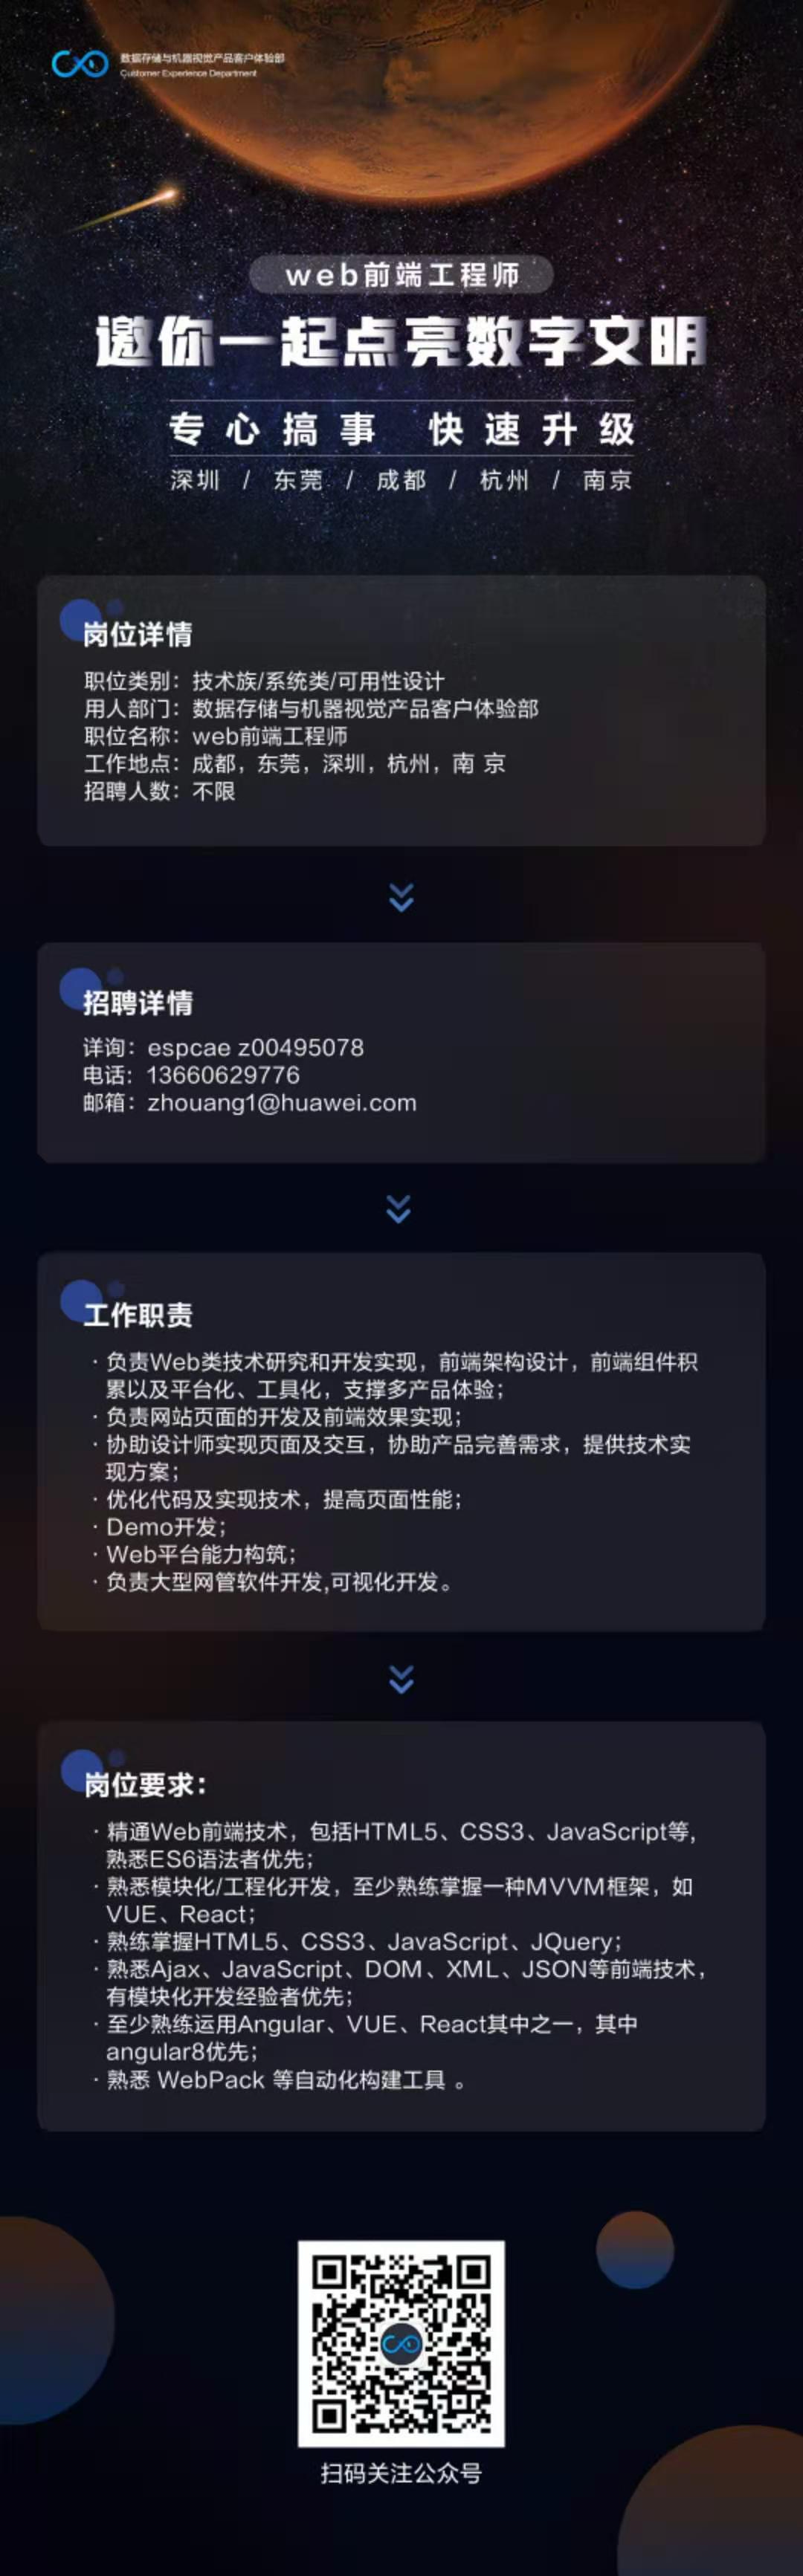 数据存储与机器视觉产品客户体验部
Customer Experience Department
web前端工程师
邀你一起点亮数字文明
专心搞事 快速升级
深圳 / 东莞 / 成都 / 杭州 / 南京
岗位详情
职位类别：技术族/系统类/可用性设计
用人部门：数据存储与机器视觉产品客户体验部
职位名称：web前端工程师
工作地点：成都，东莞，深圳，杭州，南 京
招聘人数：不限
招聘详情
详询：espcae z00495078
电话：13660629776
邮箱：zhouang1@huawei.com
工作职责
· 负责Web类技术研究和开发实现，前端架构设计，前端组件积
累以及平台化、工具化，支撑多产品体验；
· 负责网站页面的开发及前端效果实现；
· 协助设计师实现页面及交互，协助产品完善需求，提供技术实
现方案；
· 优化代码及实现技术，提高页面性能；
· Demo开发；
· Web平台能力构筑；
· 负责大型网管软件开发,可视化开发。
岗位要求：
· 精通Web前端技术，包括HTML5、CSS3、JavaScript等，
熟悉ES6语法者优先；
· 熟悉模块化/工程化开发，至少熟练掌握一种MVVM框架，如
VUE、React；
· 熟练掌握HTML5、CSS3、JavaScript、JQuery；
· 熟悉Ajax、JavaScript、DOM、XML、JSON等前端技术，
有模块化开发经验者优先；
· 至少熟练运用Angular、VUE、React其中之一，其中
angular8优先；
· 熟悉 WebPack 等自动化构建工具 。
扫码关注公众号